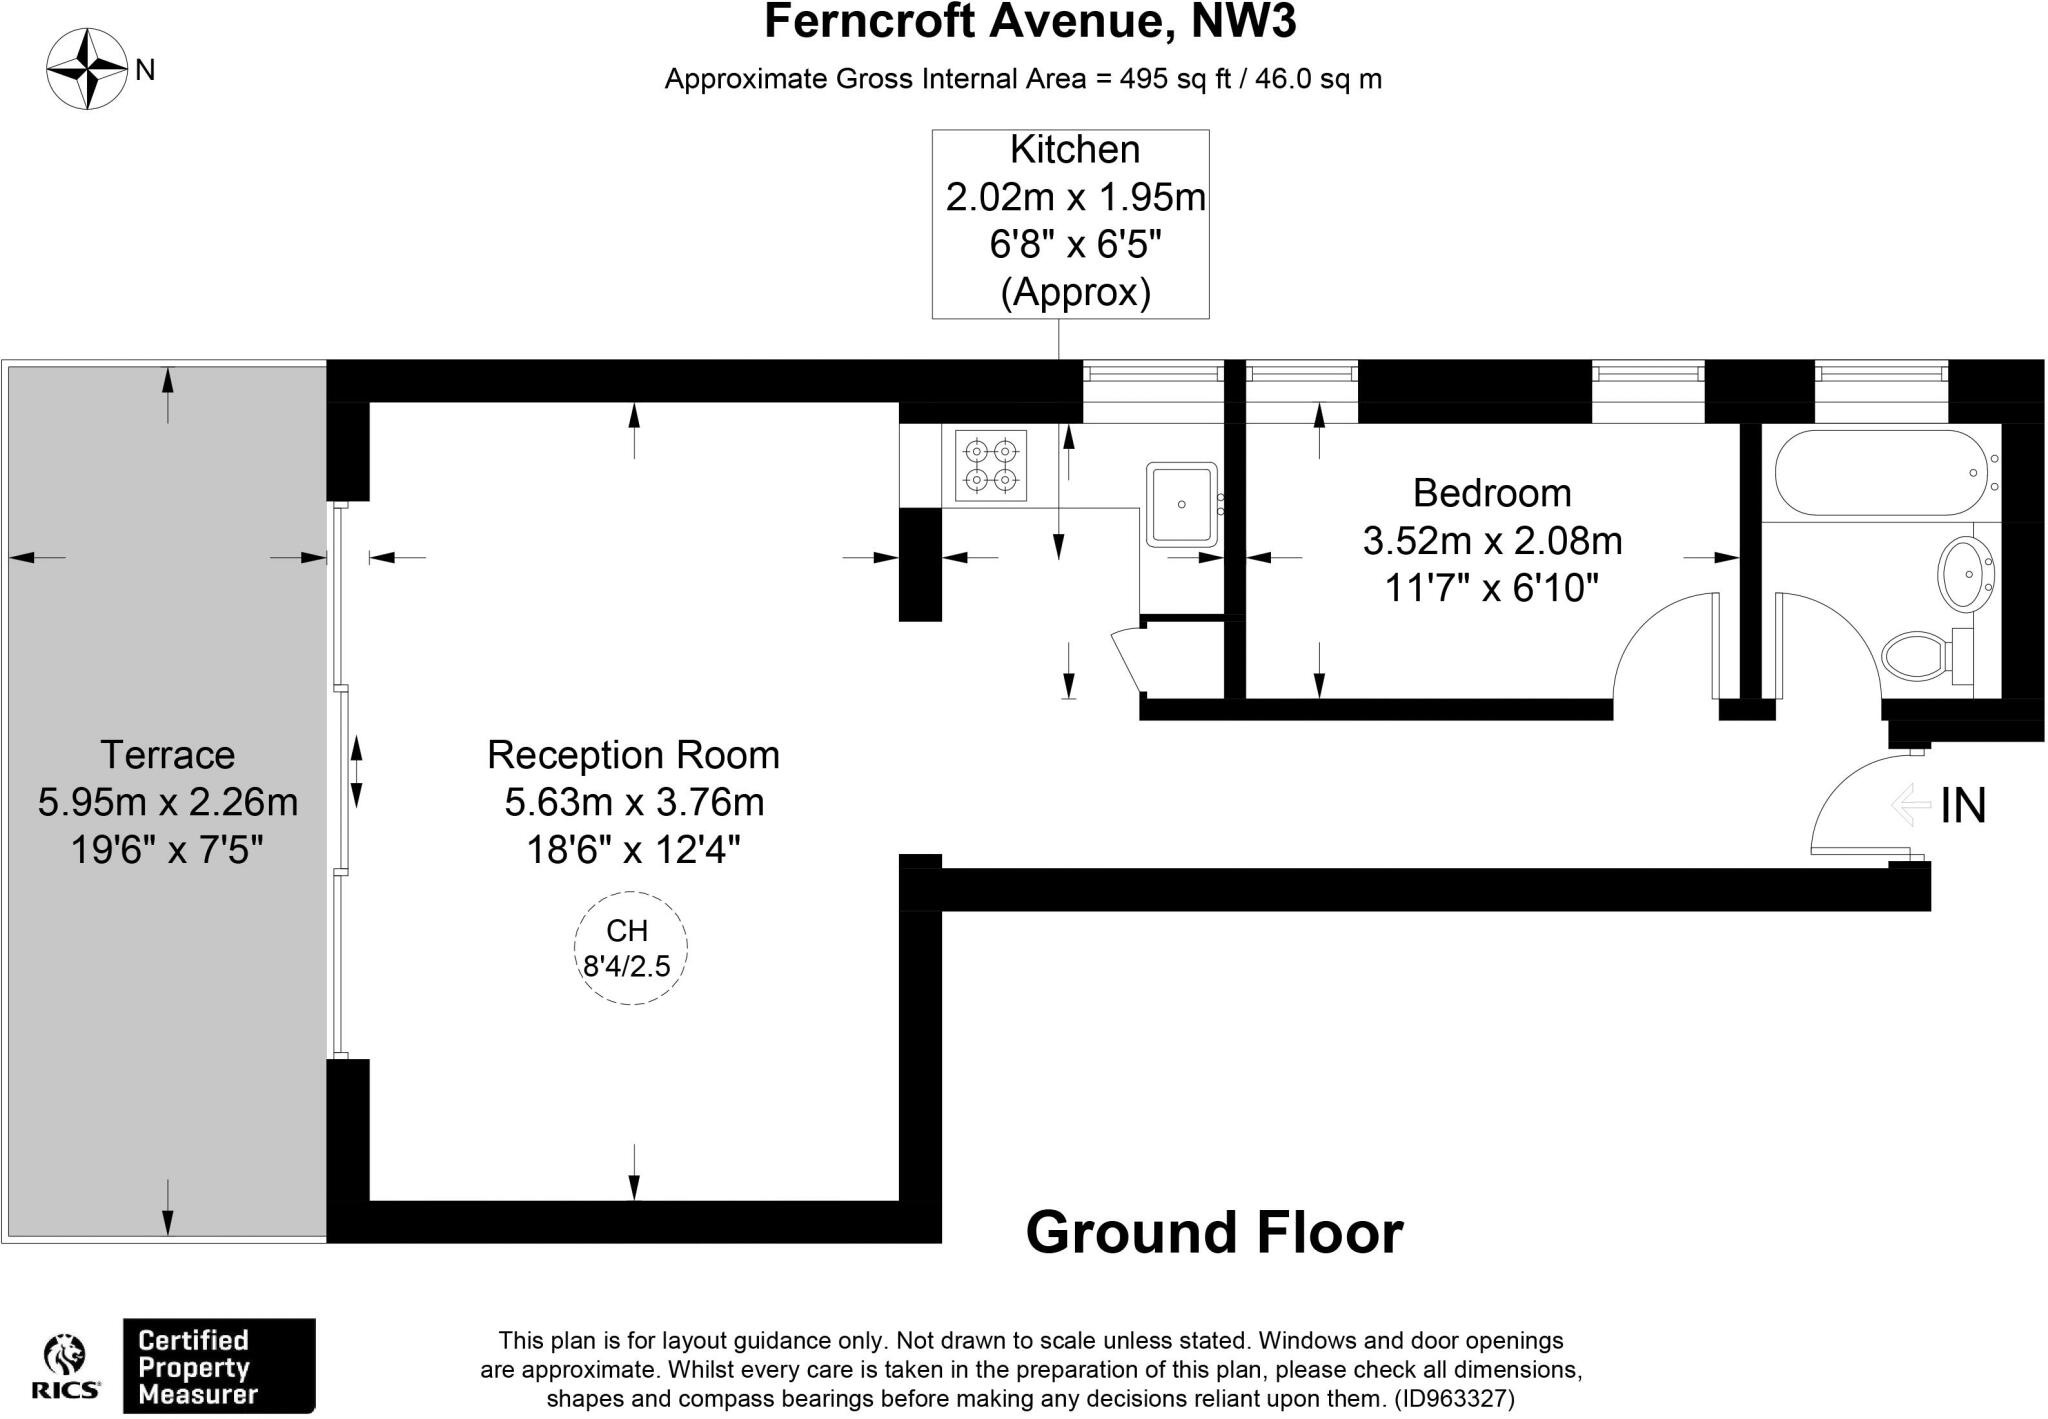 Ferncroft Avenue, NW3
Approximate Gross Internal Area = 495 sq ft / 46.0 sq m
N
Kitchen
2.02m x 1.95m
6'8" x 6'5"
(Approx)
Bedroom
3.52m x 2.08m
11'7" x 6'10"
Terrace
5.95m x 2.26m
19'6" x 7'5"
Reception Room
5.63m x 3.76m
18'6" x 12'4"
CH
8'4/2.5
IN
Ground Floor
RICS
Certified
Property
Measurer
This plan is for layout guidance only. Not drawn to scale unless stated. Windows and door openings
are approximate. Whilst every care is taken in the preparation of this plan, please check all dimensions,
shapes and compass bearings before making any decisions reliant upon them. (ID963327)